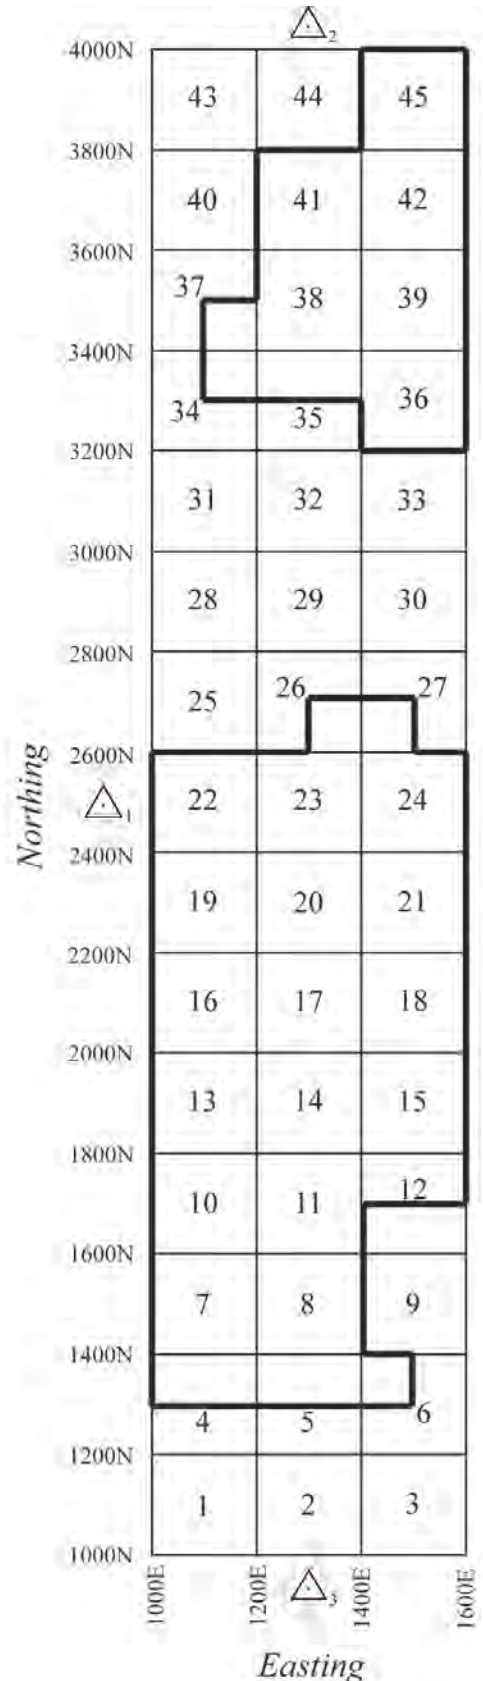 2
4000N
43 44 45
3800N
40 41 42
3600N
37
38 39
3400N
34 35 36
3200N
31 32 33
3000N
28 29 30
2800N
25 26 27
2600N
Northing
1
22 23 24
2400N
19 20 21
2200N
16 17 18
2000N
13 14 15
1800N
10 11 12
1600N
7 8 9
1400N
4 5 6
1200N
1 2 3
1000N
1000E 1200E 3 1400E 1600E
Easting